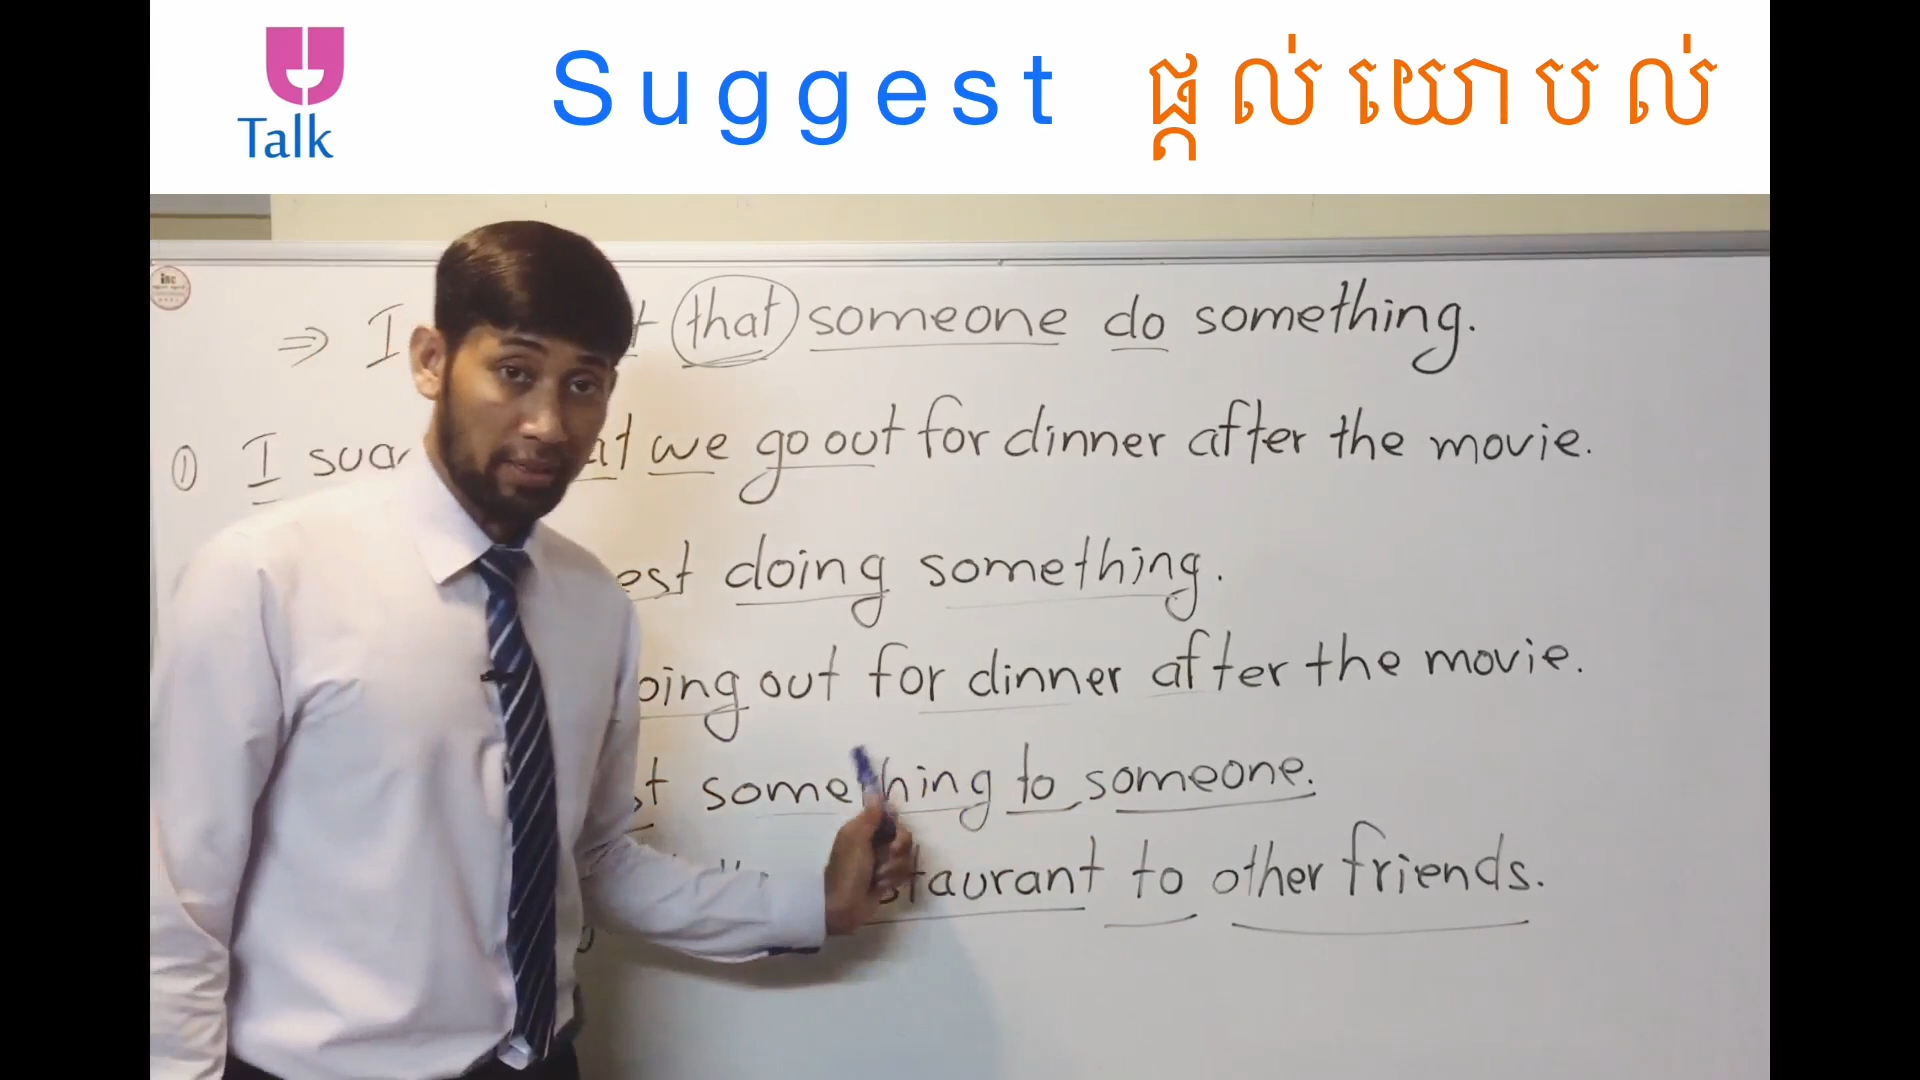 Talk
Suggest ផ្តល់យោបល់
⇒ I that someone do something.
① I we go out for dinner after the movie.
doing something.
out for dinner after the movie.
something to someone.
to other friends.